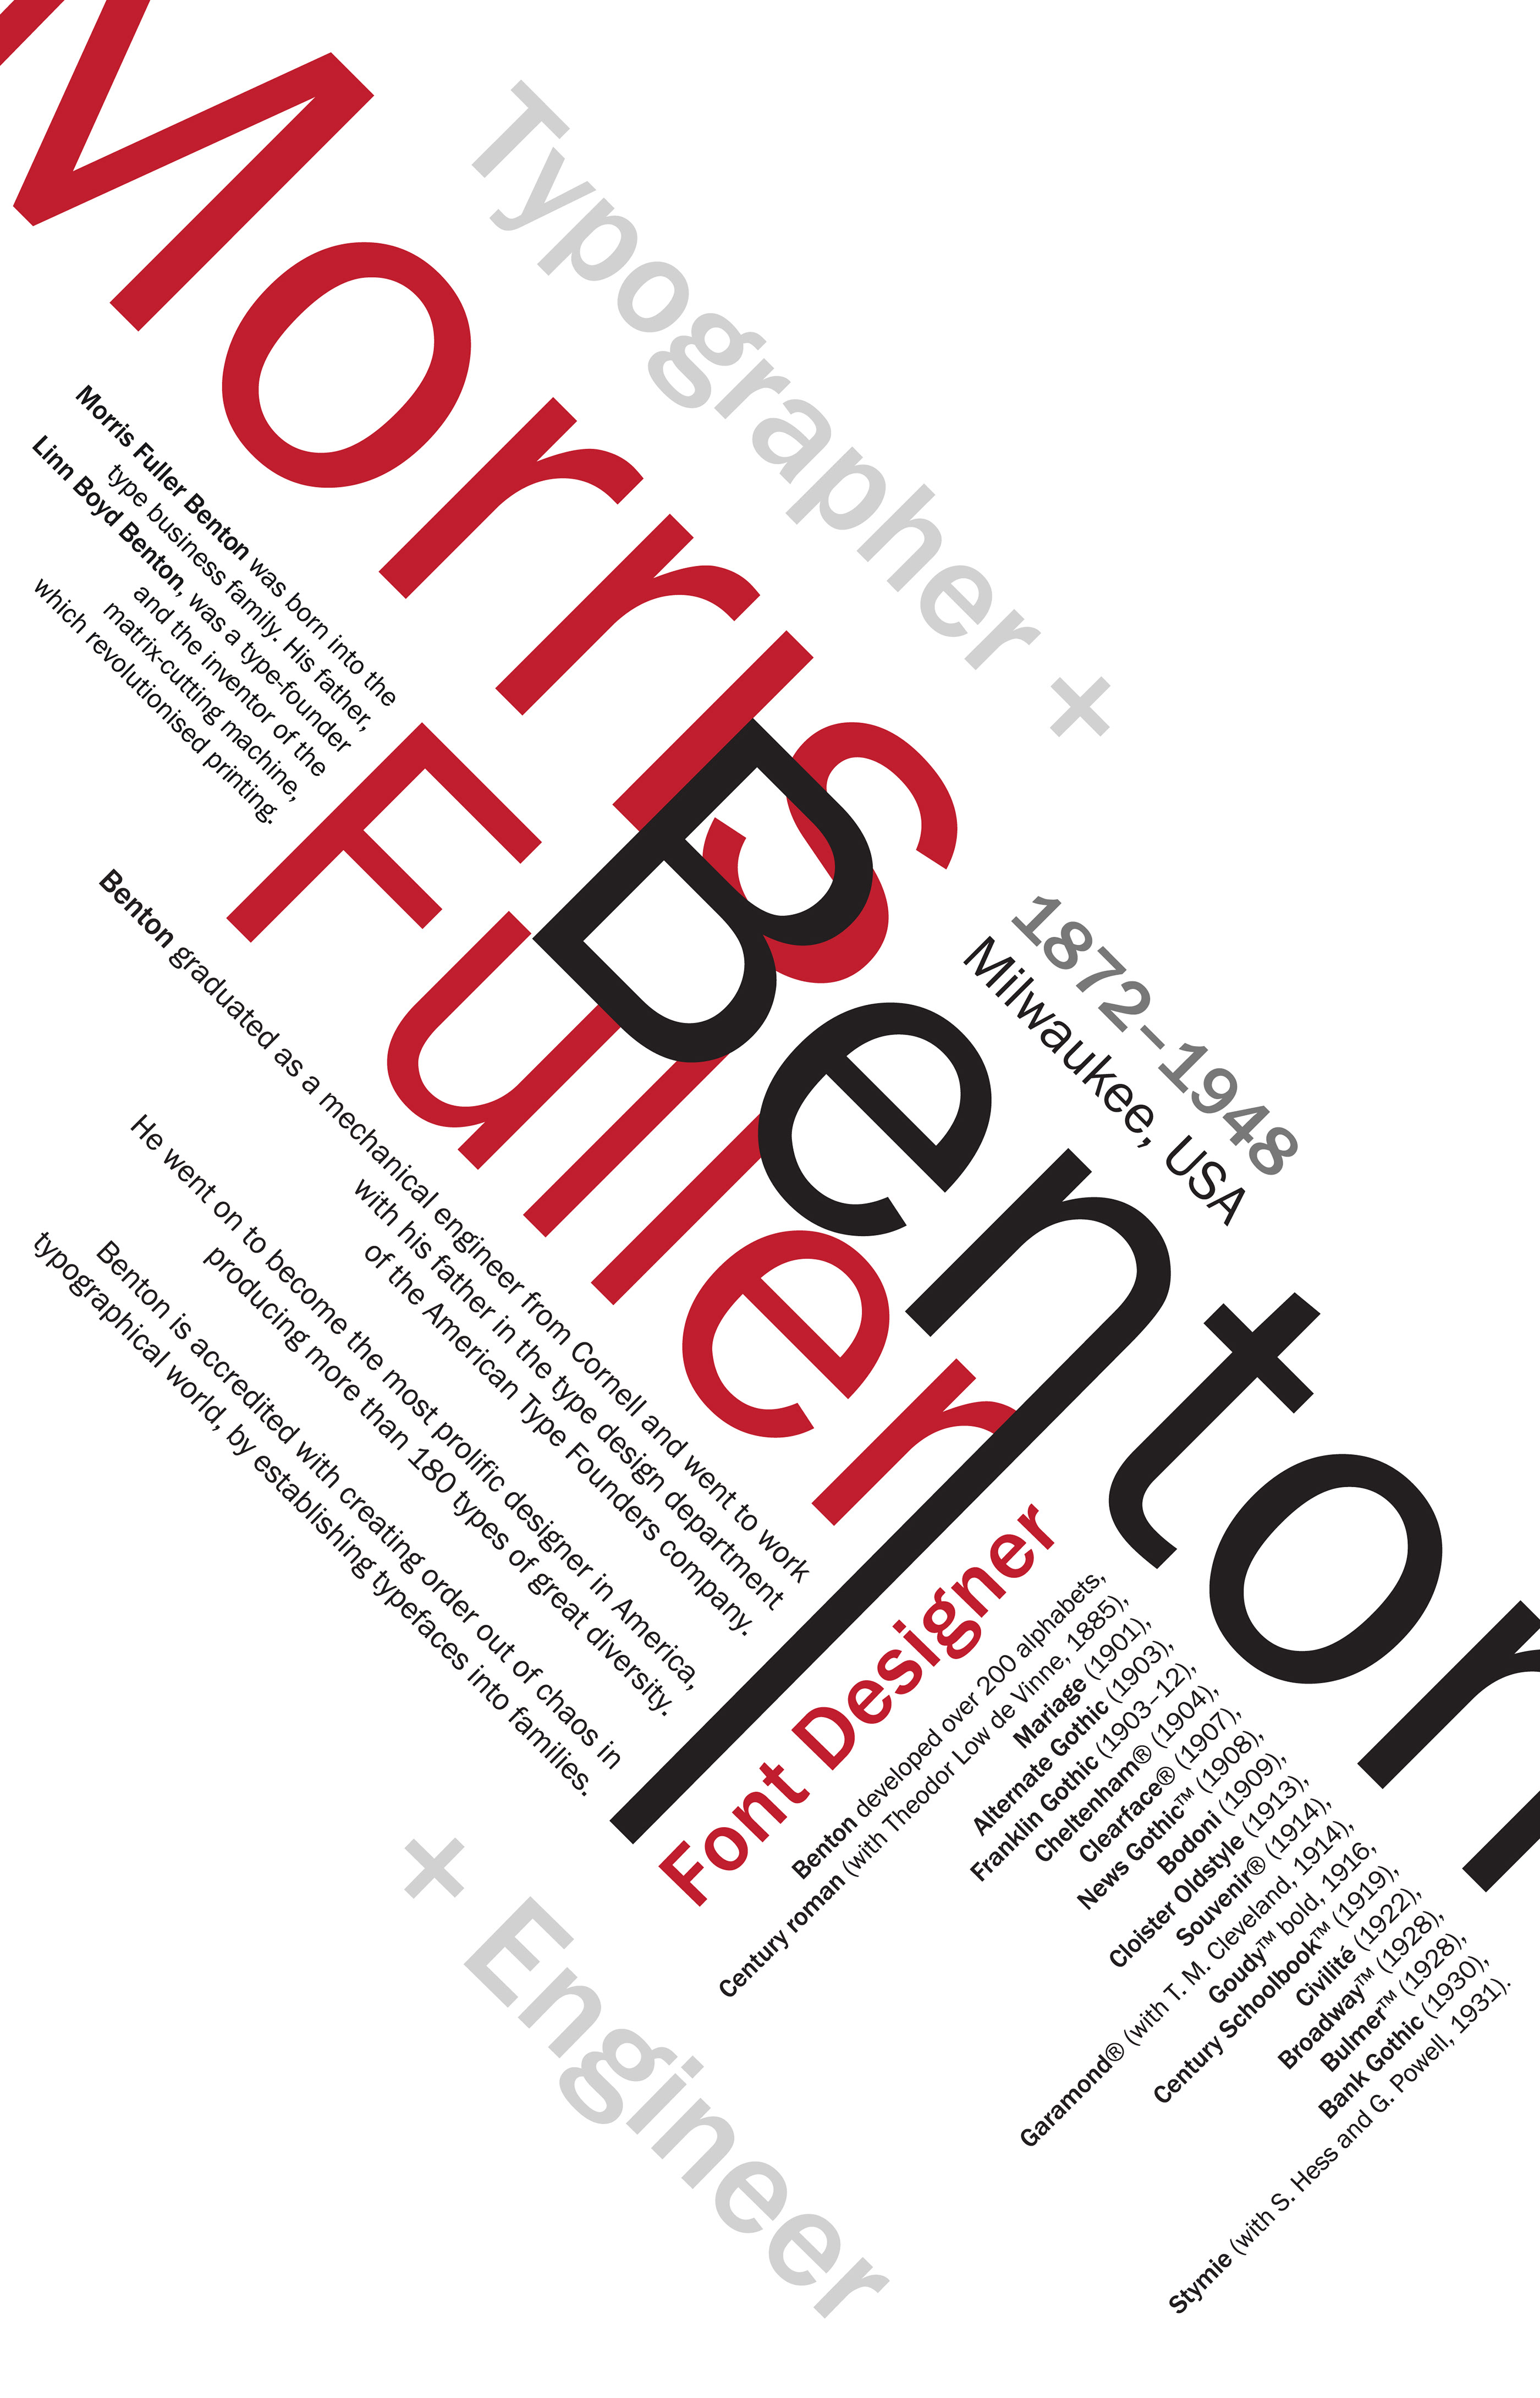 Typographer +
Morris
Fuller
Benton
1872–1948
Milwaukee, USA
Morris Fuller Benton was born into the
type business family. His father,
Linn Boyd Benton, was a type-founder
and the inventor of the
matrix-cutting machine,
which revolutionised printing.
Benton graduated as a mechanical engineer from Cornell and went to work
with his father in the type design department
of the American Type Founders company.
He went on to become the most prolific designer in America,
producing more than 180 types of great diversity.
Benton is accredited with creating order out of chaos in
typographical world, by establishing typefaces into families.
Font Designer
Benton developed over 200 alphabets,
Century roman (with Theodor Low de Vinne, 1885),
Mariage (1901),
Alternate Gothic (1903),
Franklin Gothic (1903–12),
Cheltenham® (1904),
Clearface® (1907),
News Gothic™ (1908),
Bodoni (1909),
Cloister Oldstyle (1913),
Souvenir® (1914),
Garamond® (with T. M. Cleveland, 1914),
Goudy™ bold, 1916,
Century Schoolbook™ (1919),
Civilité (1922),
Broadway™ (1928),
Bulmer™ (1928),
Bank Gothic (1930),
Stymie (with S. Hess and G. Powell, 1931).
+ Engineer